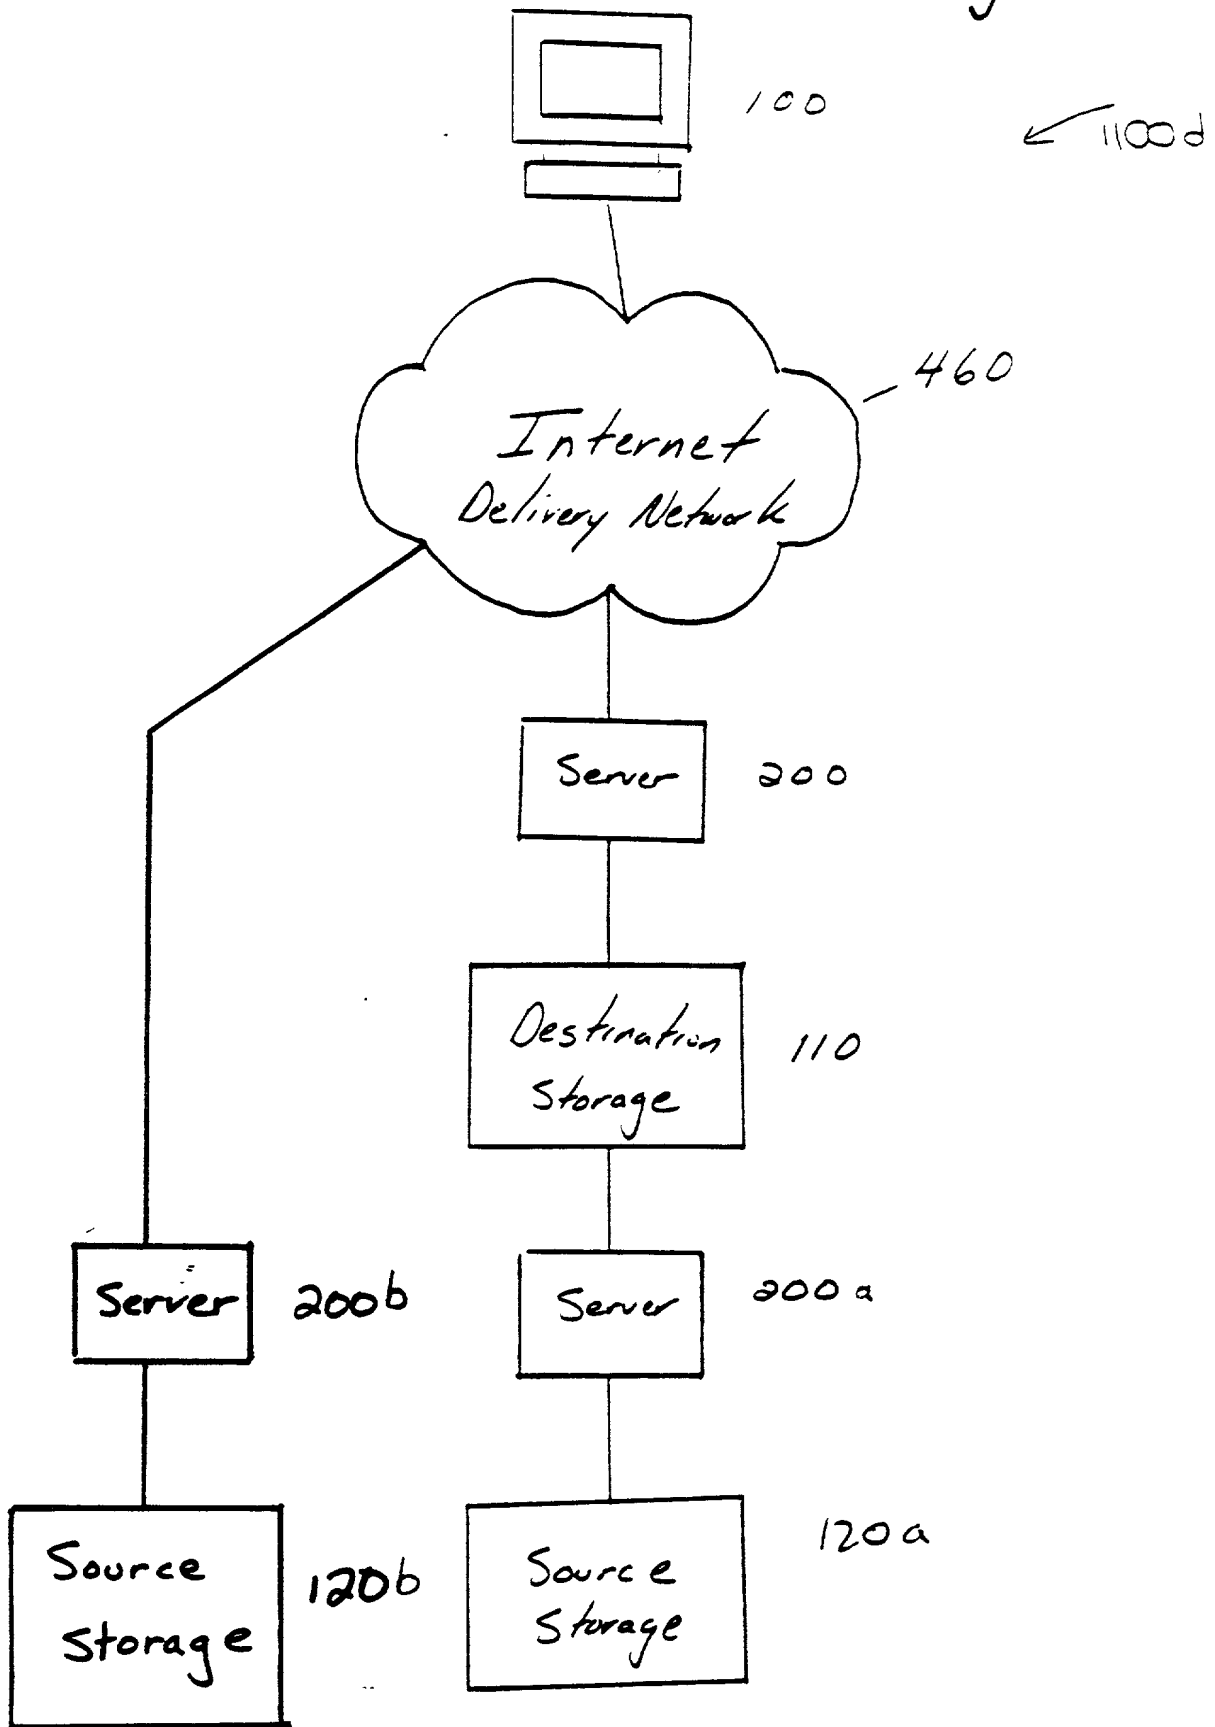 100
1100d
460
Internet
Delivery Network
Server
200
Destination
Storage
110
Server
200b
Server
200a
Source
Storage
120b
Source
Storage
120a